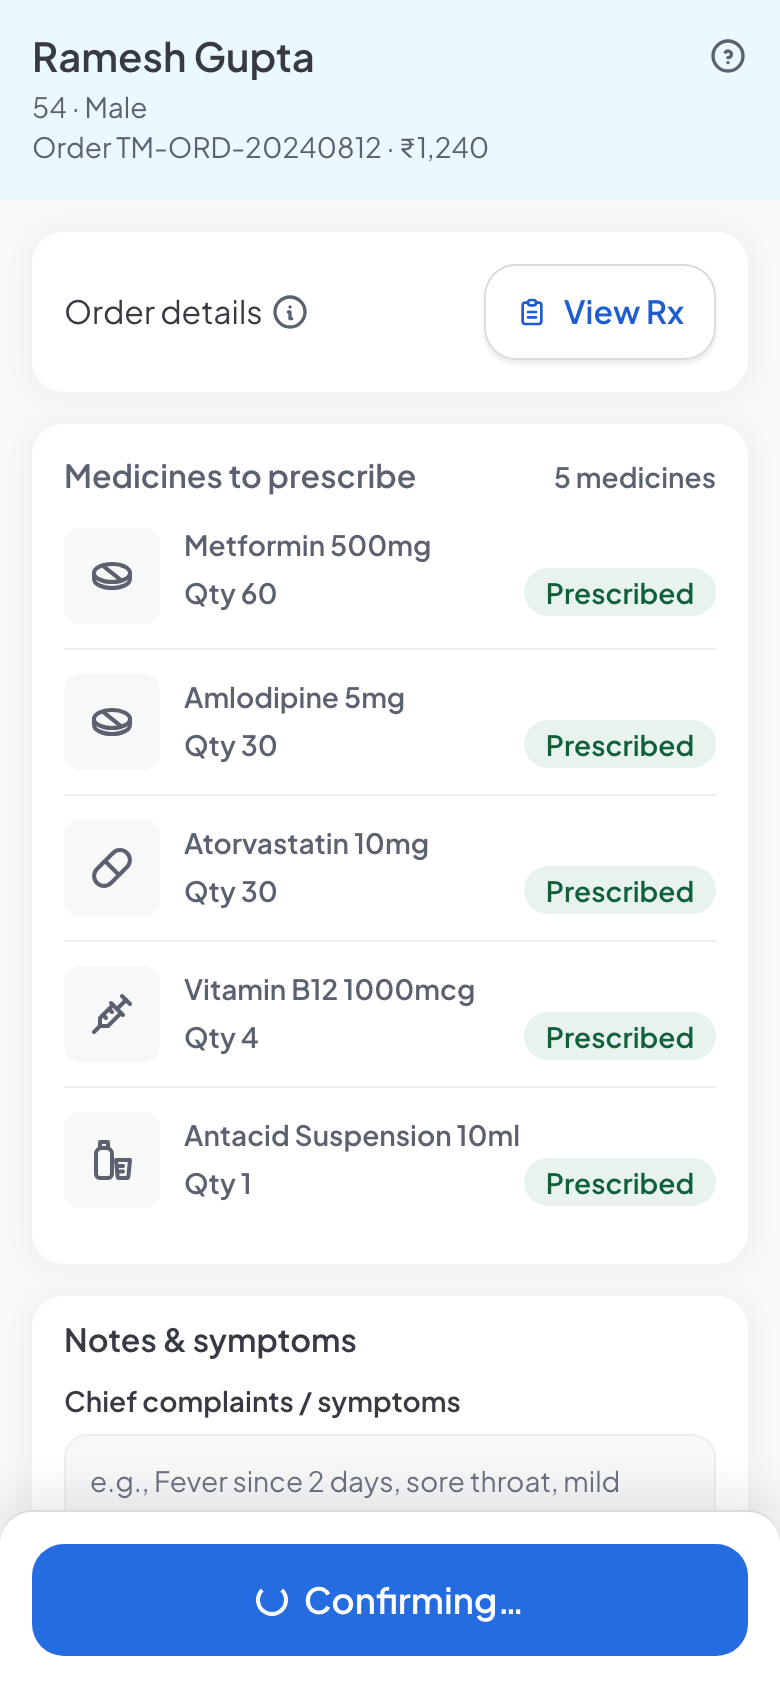 Ramesh Gupta
54 · Male
Order TM-ORD-20240812 · ₹1,240
Order details
View Rx
Medicines to prescribe
5 medicines
Metformin 500mg
Qty 60
Prescribed
Amlodipine 5mg
Qty 30
Prescribed
Atorvastatin 10mg
Qty 30
Prescribed
Vitamin B12 1000mcg
Qty 4
Prescribed
Antacid Suspension 10ml
Qty 1
Prescribed
Notes & symptoms
Chief complaints / symptoms
e.g., Fever since 2 days, sore throat, mild
Confirming...